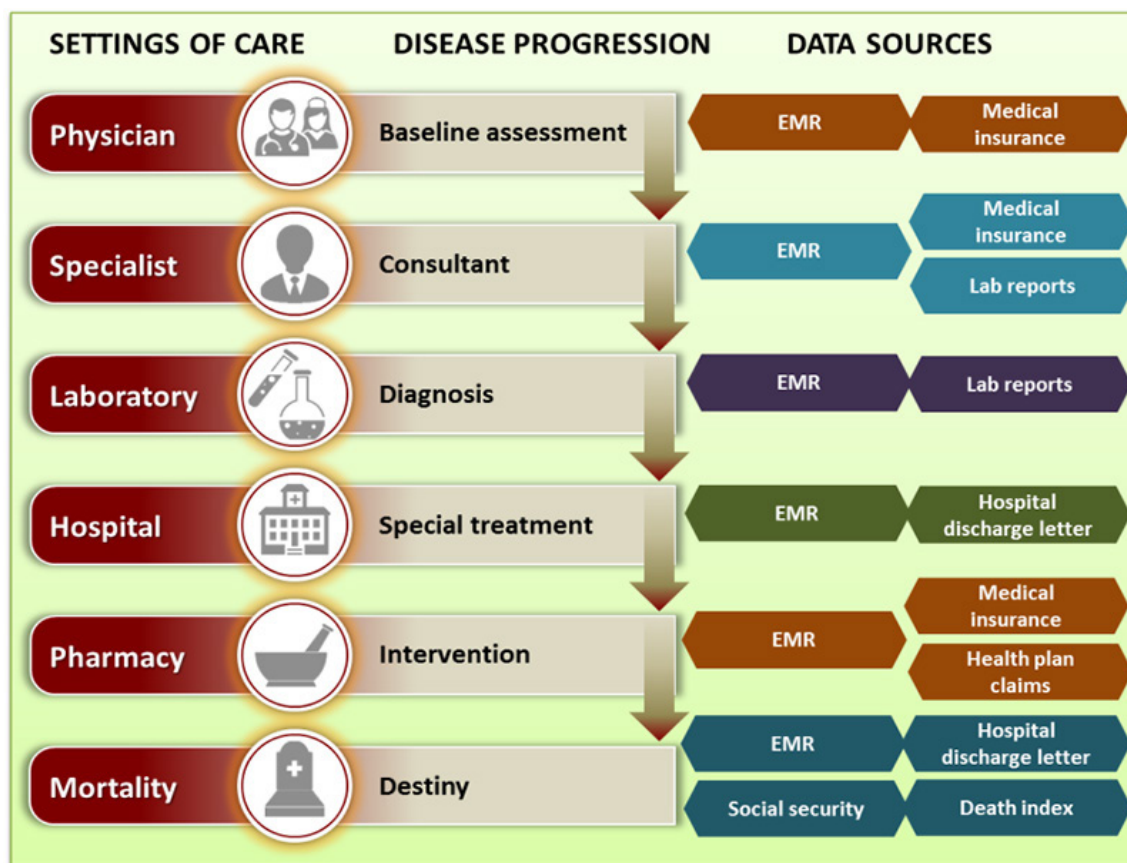 SETTINGS OF CARE DISEASE PROGRESSION DATA SOURCES
Physician
Baseline assessment
EMR
Medical
insurance
Specialist
Consultant
EMR
Medical
insurance
Lab reports
Laboratory
Diagnosis
EMR
Lab reports
Hospital
Special treatment
EMR
Hospital
discharge letter
Pharmacy
Intervention
EMR
Medical
insurance
Health plan
claims
Mortality
Destiny
EMR
Hospital
discharge letter
Social security
Death index